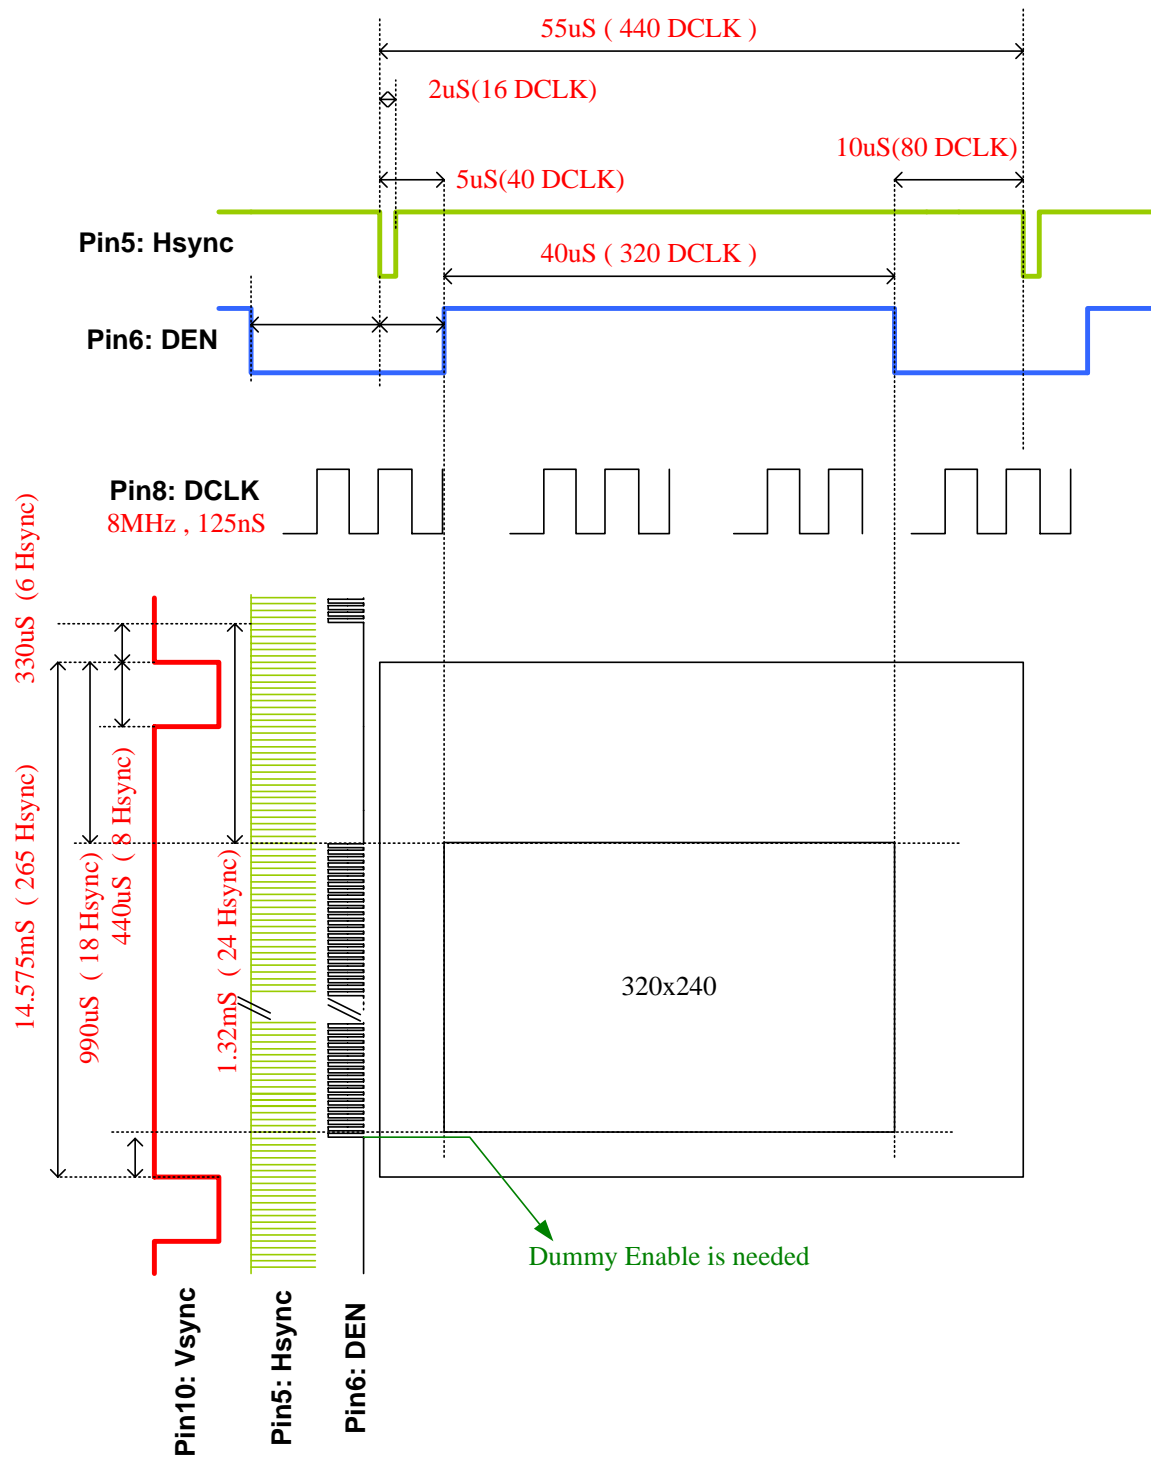 55uS ( 440 DCLK )
2uS(16 DCLK)
10uS(80 DCLK)
5uS(40 DCLK)
Pin5: Hsync
40uS ( 320 DCLK )
Pin6: DEN
Pin8: DCLK
8MHz , 125nS
330uS (6 Hsync)
14.575mS ( 265 Hsync)
990uS ( 18 Hsync)
440uS ( 8 Hsync)
1.32mS ( 24 Hsync)
320x240
Dummy Enable is needed
Pin10: Vsync
Pin5: Hsync
Pin6: DEN